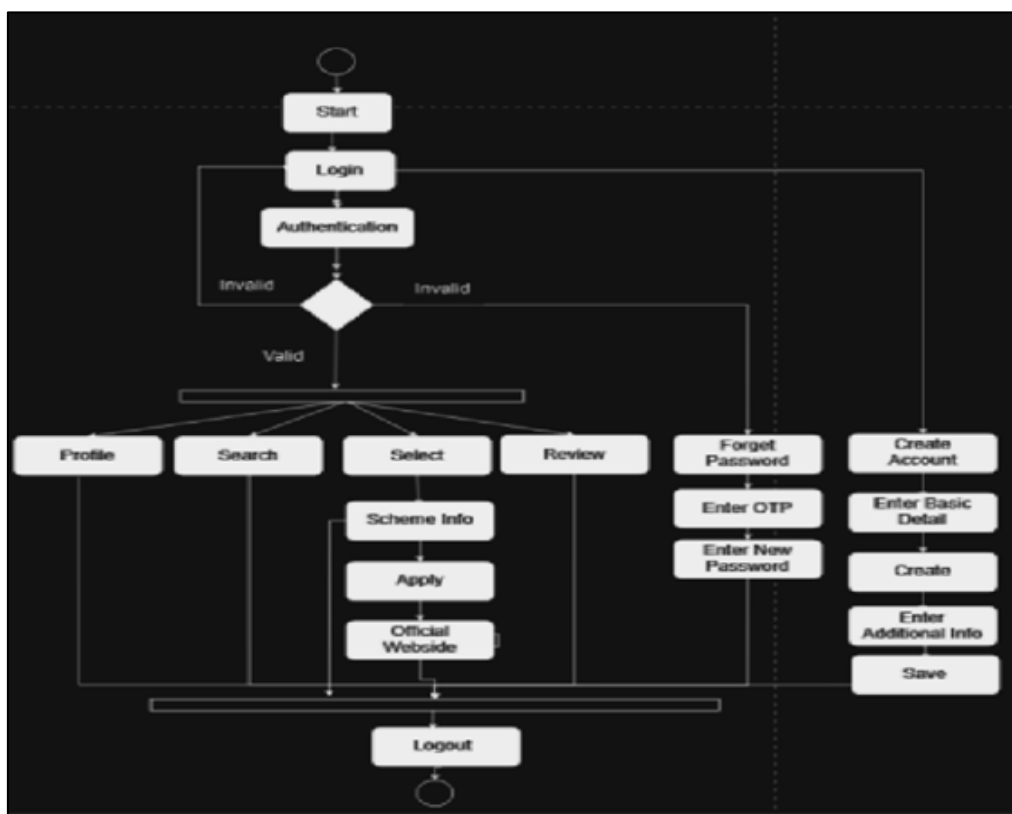 Start
Login
Authentication
Invalid
Invalid
Valid
Profile
Search
Select
Review
Forget
Password
Create
Account
Scheme Info
Enter OTP
Enter Basic
Detail
Apply
Enter New
Password
Create
Official
Webside
Enter
Additional Info
Save
Logout